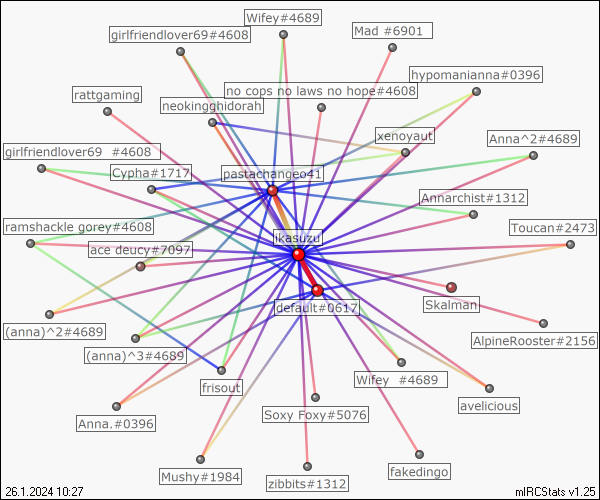 Wifey#4689
girlfriendlover69#4608
Mad #6901
hypomanianna#0396
no cops no laws no hope#4608
rattgaming
neokingghidorah
xenoyaut
Anna^2#4689
girlfriendlover69  #4608
Cypha#1717
pastachangeo41
Annarchist#1312
ramshackle gorey#4608
Toucan#2473
ikasuzu
ace deucy#7097
Skalman
default#0617
(anna)^2#4689
AlpineRooster#2156
(anna)^3#4689
Wifey  #4689
frisout
avelicious
Soxy Foxy#5076
Anna.#0396
fakedingo
Mushy#1984
zibbits#1312
26.1.2024 10:27
mIRCStats v1.25